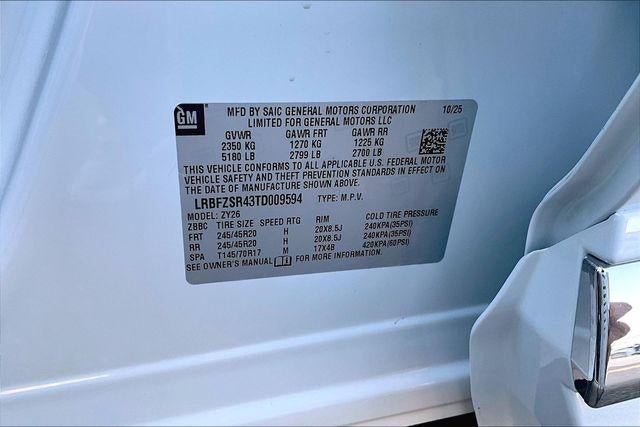 GM
MFD BY SAIC GENERAL MOTORS CORPORATION 10/25
LIMITED FOR GENERAL MOTORS LLC
GVWR GAWR FRT GAWR RR
2350 KG 1270 KG 1225 KG
5180 LB 2799 LB 2700 LB
THIS VEHICLE CONFORMS TO ALL APPLICABLE U.S. FEDERAL MOTOR
VEHICLE SAFETY AND THEFT PREVENTION STANDARDS IN EFFECT ON
THE DATE OF MANUFACTURE SHOWN ABOVE.
LRBFZSR43TD009594 TYPE: M.P.V.
MODEL: ZY26
ZBBC TIRE SIZE SPEED RTG RIM COLD TIRE PRESSURE
FRT 245/45R20 H 20X8.5J 240KPA(35PSI)
RR 245/45R20 H 20X8.5J 240KPA(35PSI)
SPA T145/70R17 M 17X4B 420KPA(60PSI)
SEE OWNER'S MANUAL FOR MORE INFORMATION.